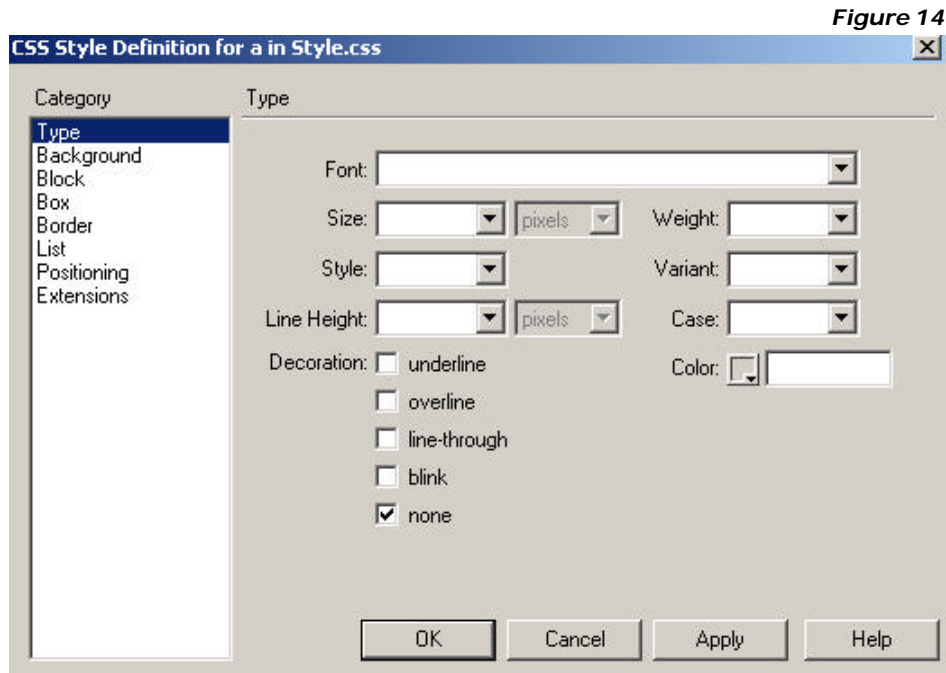 Figure 14
CSS Style Definition for a in Style.css
Category
Type
Type
Background
Block
Box
Border
List
Positioning
Extensions
Font:
Size: pixels Weight:
Style: Variant:
Line Height: pixels Case:
Decoration: underline Color:
overline
line-through
blink
none
OK Cancel Apply Help